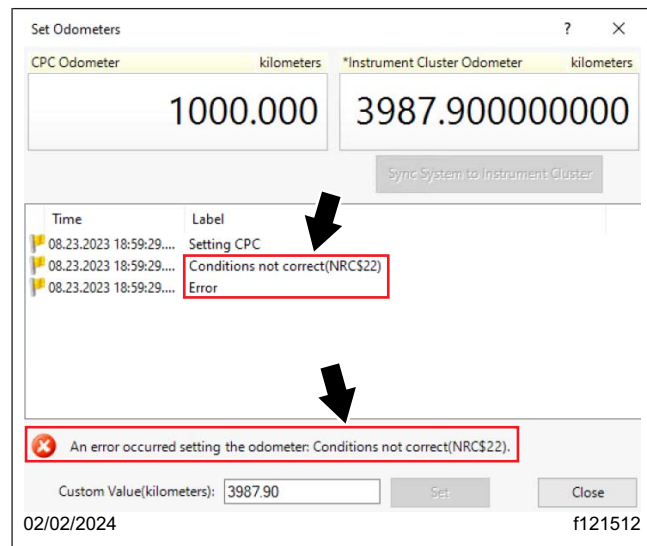 Set Odometers ? ×
CPC Odometer kilometers *Instrument Cluster Odometer kilometers
1000.000 3987.900000000
Sync System to Instrument Cluster
Time Label
08.23.2023 18:59:29.... Setting CPC
08.23.2023 18:59:29.... Conditions not correct(NRC$22)
08.23.2023 18:59:29.... Error
An error occurred setting the odometer: Conditions not correct(NRC$22).
Custom Value(kilometers): 3987.90 Set Close
02/02/2024 f121512